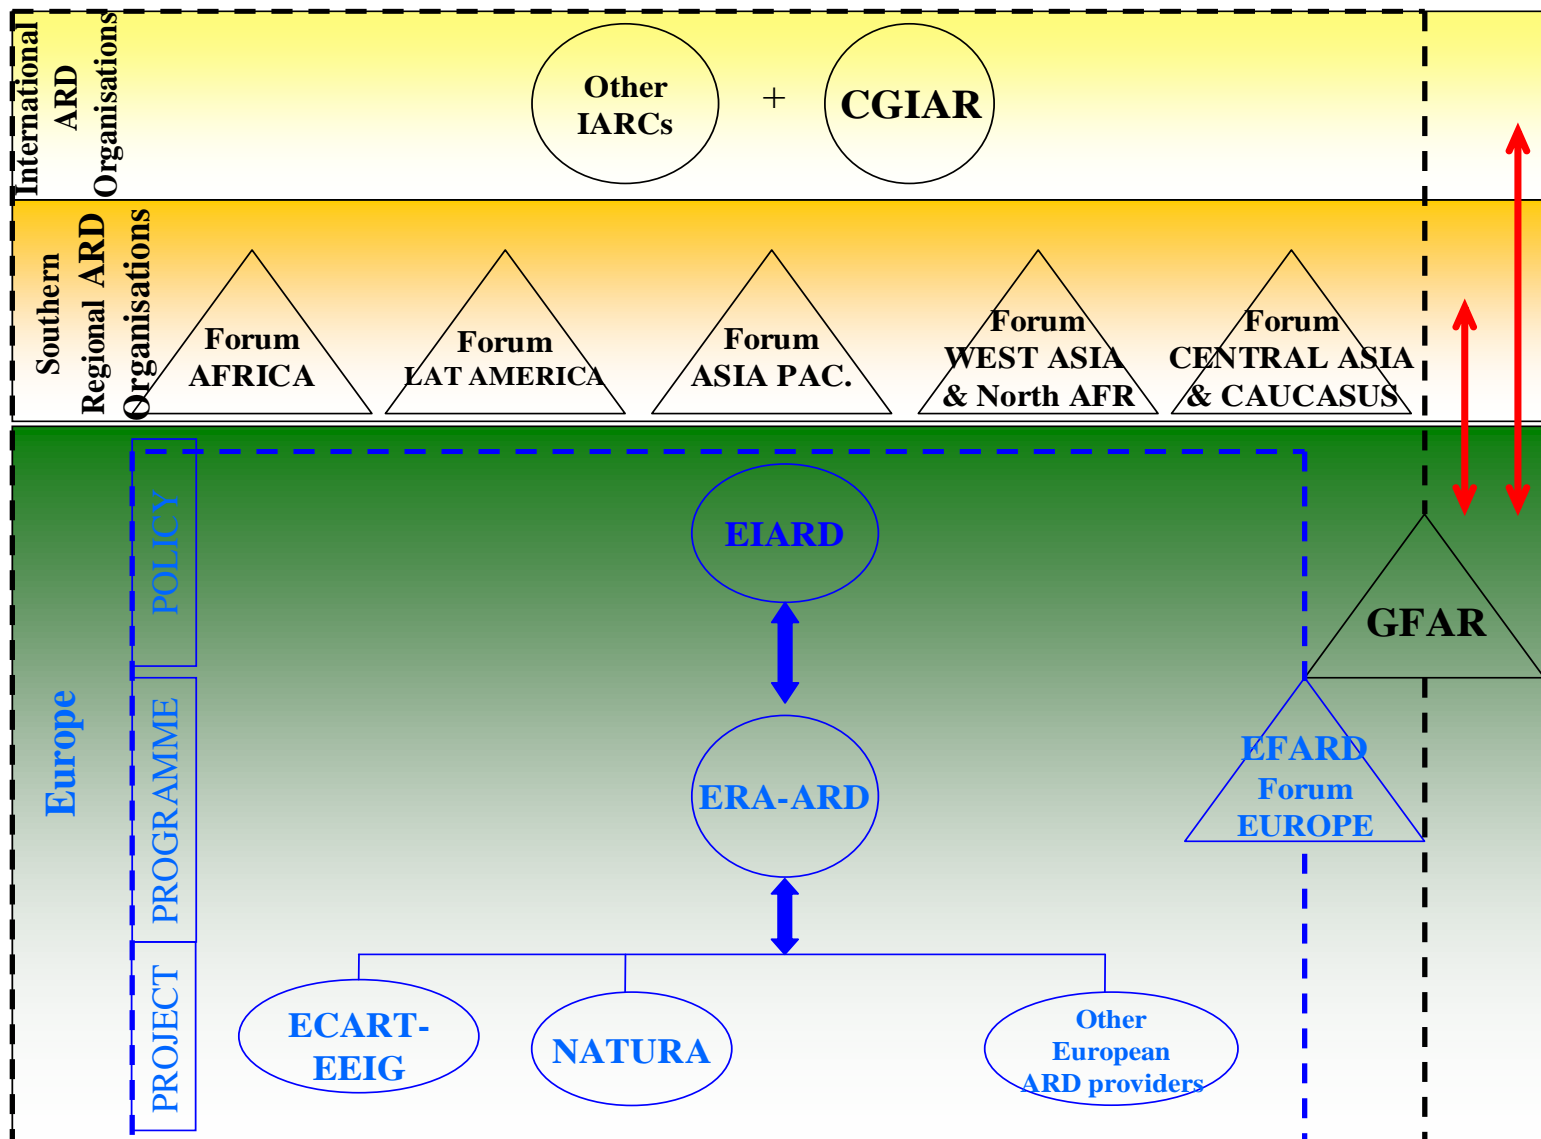 International
ARD
Organisations
Other
IARCs
+
CGIAR
Southern
Regional ARD
Organisations
Forum
AFRICA
Forum
LAT AMERICA
Forum
ASIA PAC.
Forum
WEST ASIA
& North AFR
Forum
CENTRAL ASIA
& CAUCASUS
Europe
POLICY
EIARD
GFAR
PROGRAMME
ERA-ARD
EFARD
Forum
EUROPE
PROJECT
ECART-
EEIG
NATURA
Other
European
ARD providers